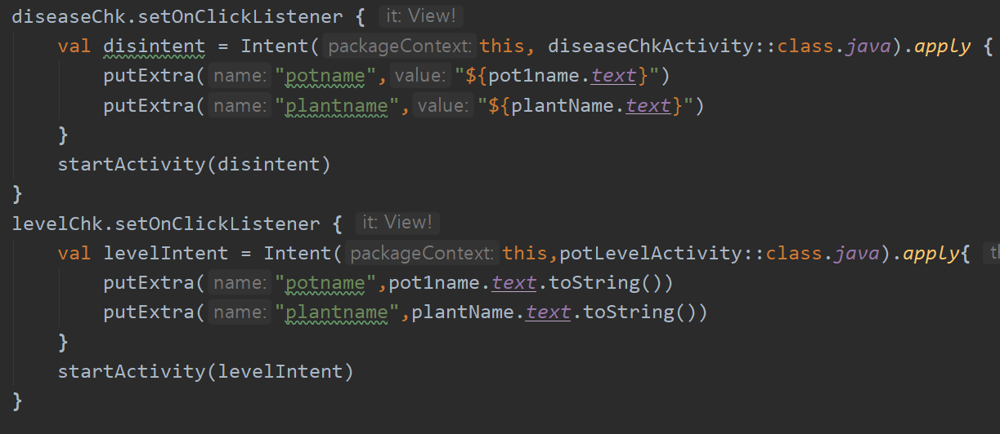 diseaseChk.setOnClickListener { it: View!
val disintent = Intent( packageContext: this, diseaseChkActivity::class.java).apply {
putExtra( name: "potname", value: "${pot1name.text}")
putExtra( name: "plantname", value: "${plantName.text}")
}
startActivity(disintent)
}
levelChk.setOnClickListener { it: View!
val levelIntent = Intent( packageContext: this,potLevelActivity::class.java).apply{
putExtra( name: "potname",pot1name.text.toString())
putExtra( name: "plantname",plantName.text.toString())
}
startActivity(levelIntent)
}